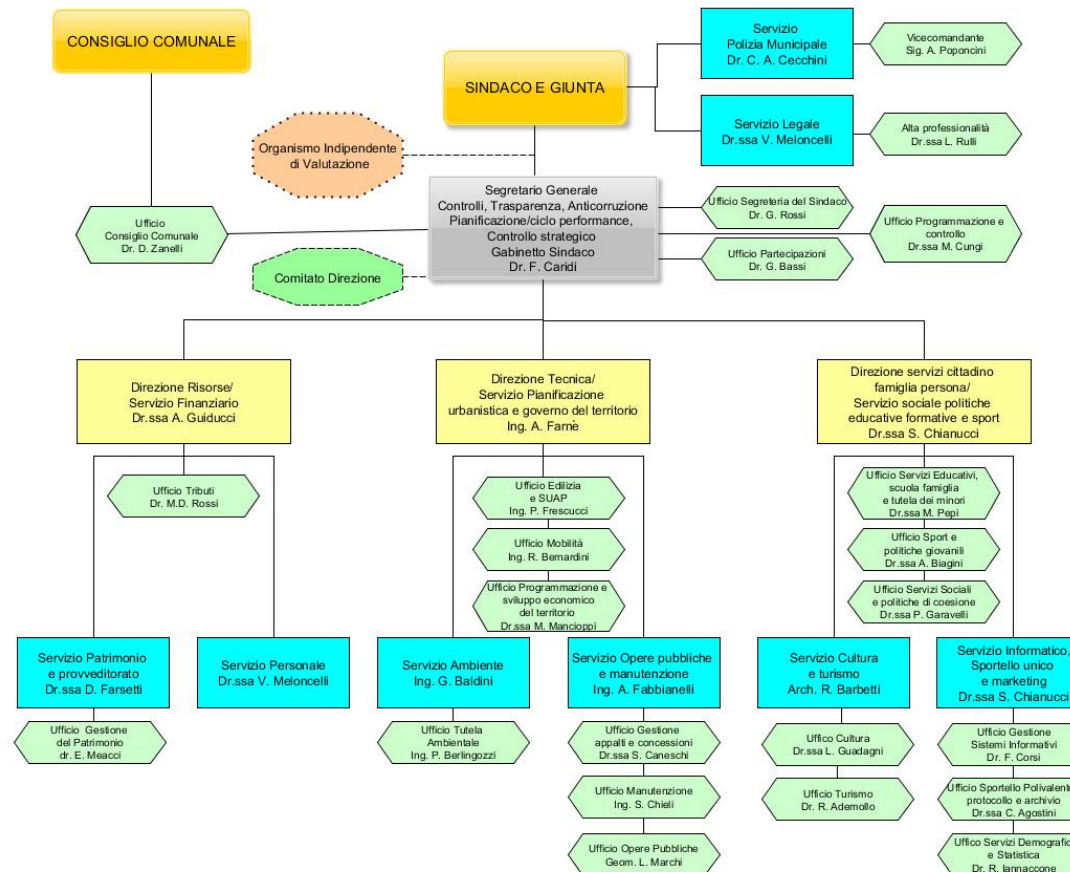 CONSIGLIO COMUNALE
SINDACO E GIUNTA
Servizio
Polizia Municipale
Dr. C. A. Cecchini
Vicecomandante
Sig. A. Poponcini
Servizio Legale
Dr.ssa V. Meloncelli
Alta professionalità
Dr.ssa L. Rulli
Organismo Indipendente
di Valutazione
Ufficio
Consiglio Comunale
Dr. D. Zanelli
Segretario Generale
Controlli, Trasparenza, Anticorruzione
Pianificazione/ciclo performance,
Controllo strategico
Gabinetto Sindaco
Dr. F. Caridi
Ufficio Segreteria del Sindaco
Dr. G. Rossi
Ufficio Programmazione e
controllo
Dr.ssa M. Cungi
Ufficio Partecipazioni
Dr. G. Bassi
Comitato Direzione
Direzione Risorse/
Servizio Finanziario
Dr.ssa A. Guiducci
Direzione Tecnica/
Servizio Pianificazione
urbanistica e governo del territorio
Ing. A. Farnè
Direzione servizi cittadino
famiglia persona/
Servizio sociale politiche
educative formative e sport
Dr.ssa S. Chianucci
Ufficio Tributi
Dr. M.D. Rossi
Ufficio Edilizia
e SUAP
Ing. P. Frescucci
Ufficio Mobilità
Ing. R. Bernardini
Ufficio Programmazione e
sviluppo economico
del territorio
Dr.ssa M. Mancioppi
Ufficio Servizi Educativi,
scuola famiglia
e tutela dei minori
Dr.ssa M. Pepi
Ufficio Sport e
politiche giovanili
Dr.ssa A. Biagini
Ufficio Servizi Sociali
e politiche di coesione
Dr.ssa P. Garavelli
Servizio Patrimonio
e provveditorato
Dr.ssa D. Farsetti
Servizio Personale
Dr.ssa V. Meloncelli
Servizio Ambiente
Ing. G. Baldini
Servizio Opere pubbliche
e manutenzione
Ing. A. Fabbianelli
Servizio Cultura
e turismo
Arch. R. Barbetti
Servizio Informatico,
Sportello unico
e marketing
Dr.ssa S. Chianucci
Ufficio Gestione
del Patrimonio
dr. E. Meacci
Ufficio Tutela
Ambientale
Ing. P. Berlingozzi
Ufficio Gestione
appalti e concessioni
Dr.ssa S. Caneschi
Ufficio Manutenzione
Ing. S. Chieli
Ufficio Opere Pubbliche
Geom. L. Marchi
Uffico Cultura
Dr.ssa L. Guadagni
Ufficio Turismo
Dr. R. Ademollo
Ufficio Gestione
Sistemi Informativi
Dr. F. Corsi
Ufficio Sportello Polivalente
protocollo e archivio
Dr.ssa C. Agostini
Uffico Servizi Demografic
e Statistica
Dr. R. Iannaccone